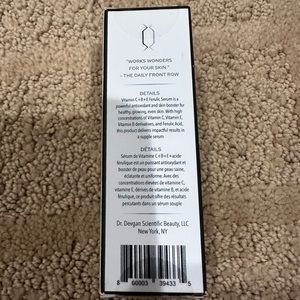 "WORKS WONDERS
FOR YOUR SKIN."
- THE DAILY FRONT ROW
DETAILS
Vitamin C+B+E Ferulic Serum is a
powerful antioxidant and skin bonder for
healthy, glowing, even skin. With high
concentrations of Vitamin C, Vitamin E,
Vitamin B derivatives, and Ferulic Acid,
this product delivers impactful results in
a supple serum
DÉTAILS
Sérum de Vitamine C+B+E+acide
férulique est un puissant antioxydant et
bonder de peau pour une peau saine,
éclatante et uniforme. Avec des
concentrations élevées de vitamine C,
vitamine E, dérivés de vitamine B, et acide
férulique, ce produit offre des résultats
percutants dans un sérum souple
Dr. Devgan Scientific Beauty, LLC
New York, NY
8 60003 39433 5